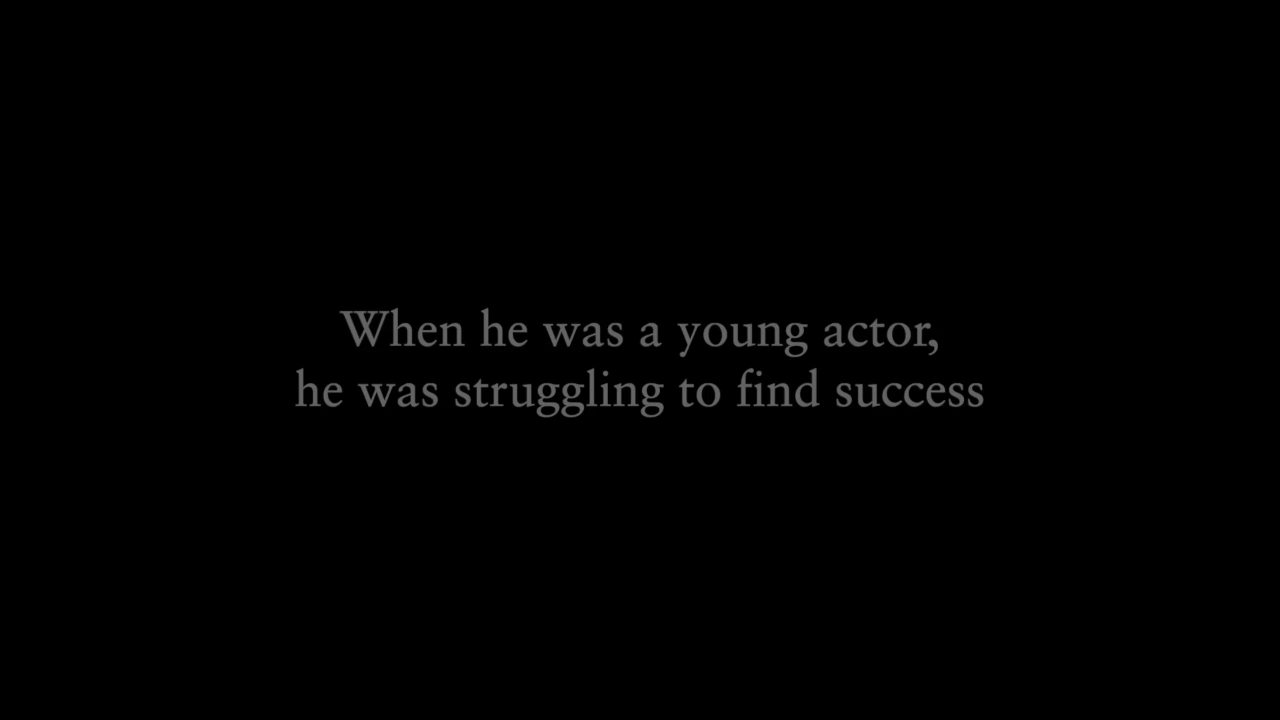 When he was a young actor,
he was struggling to find success